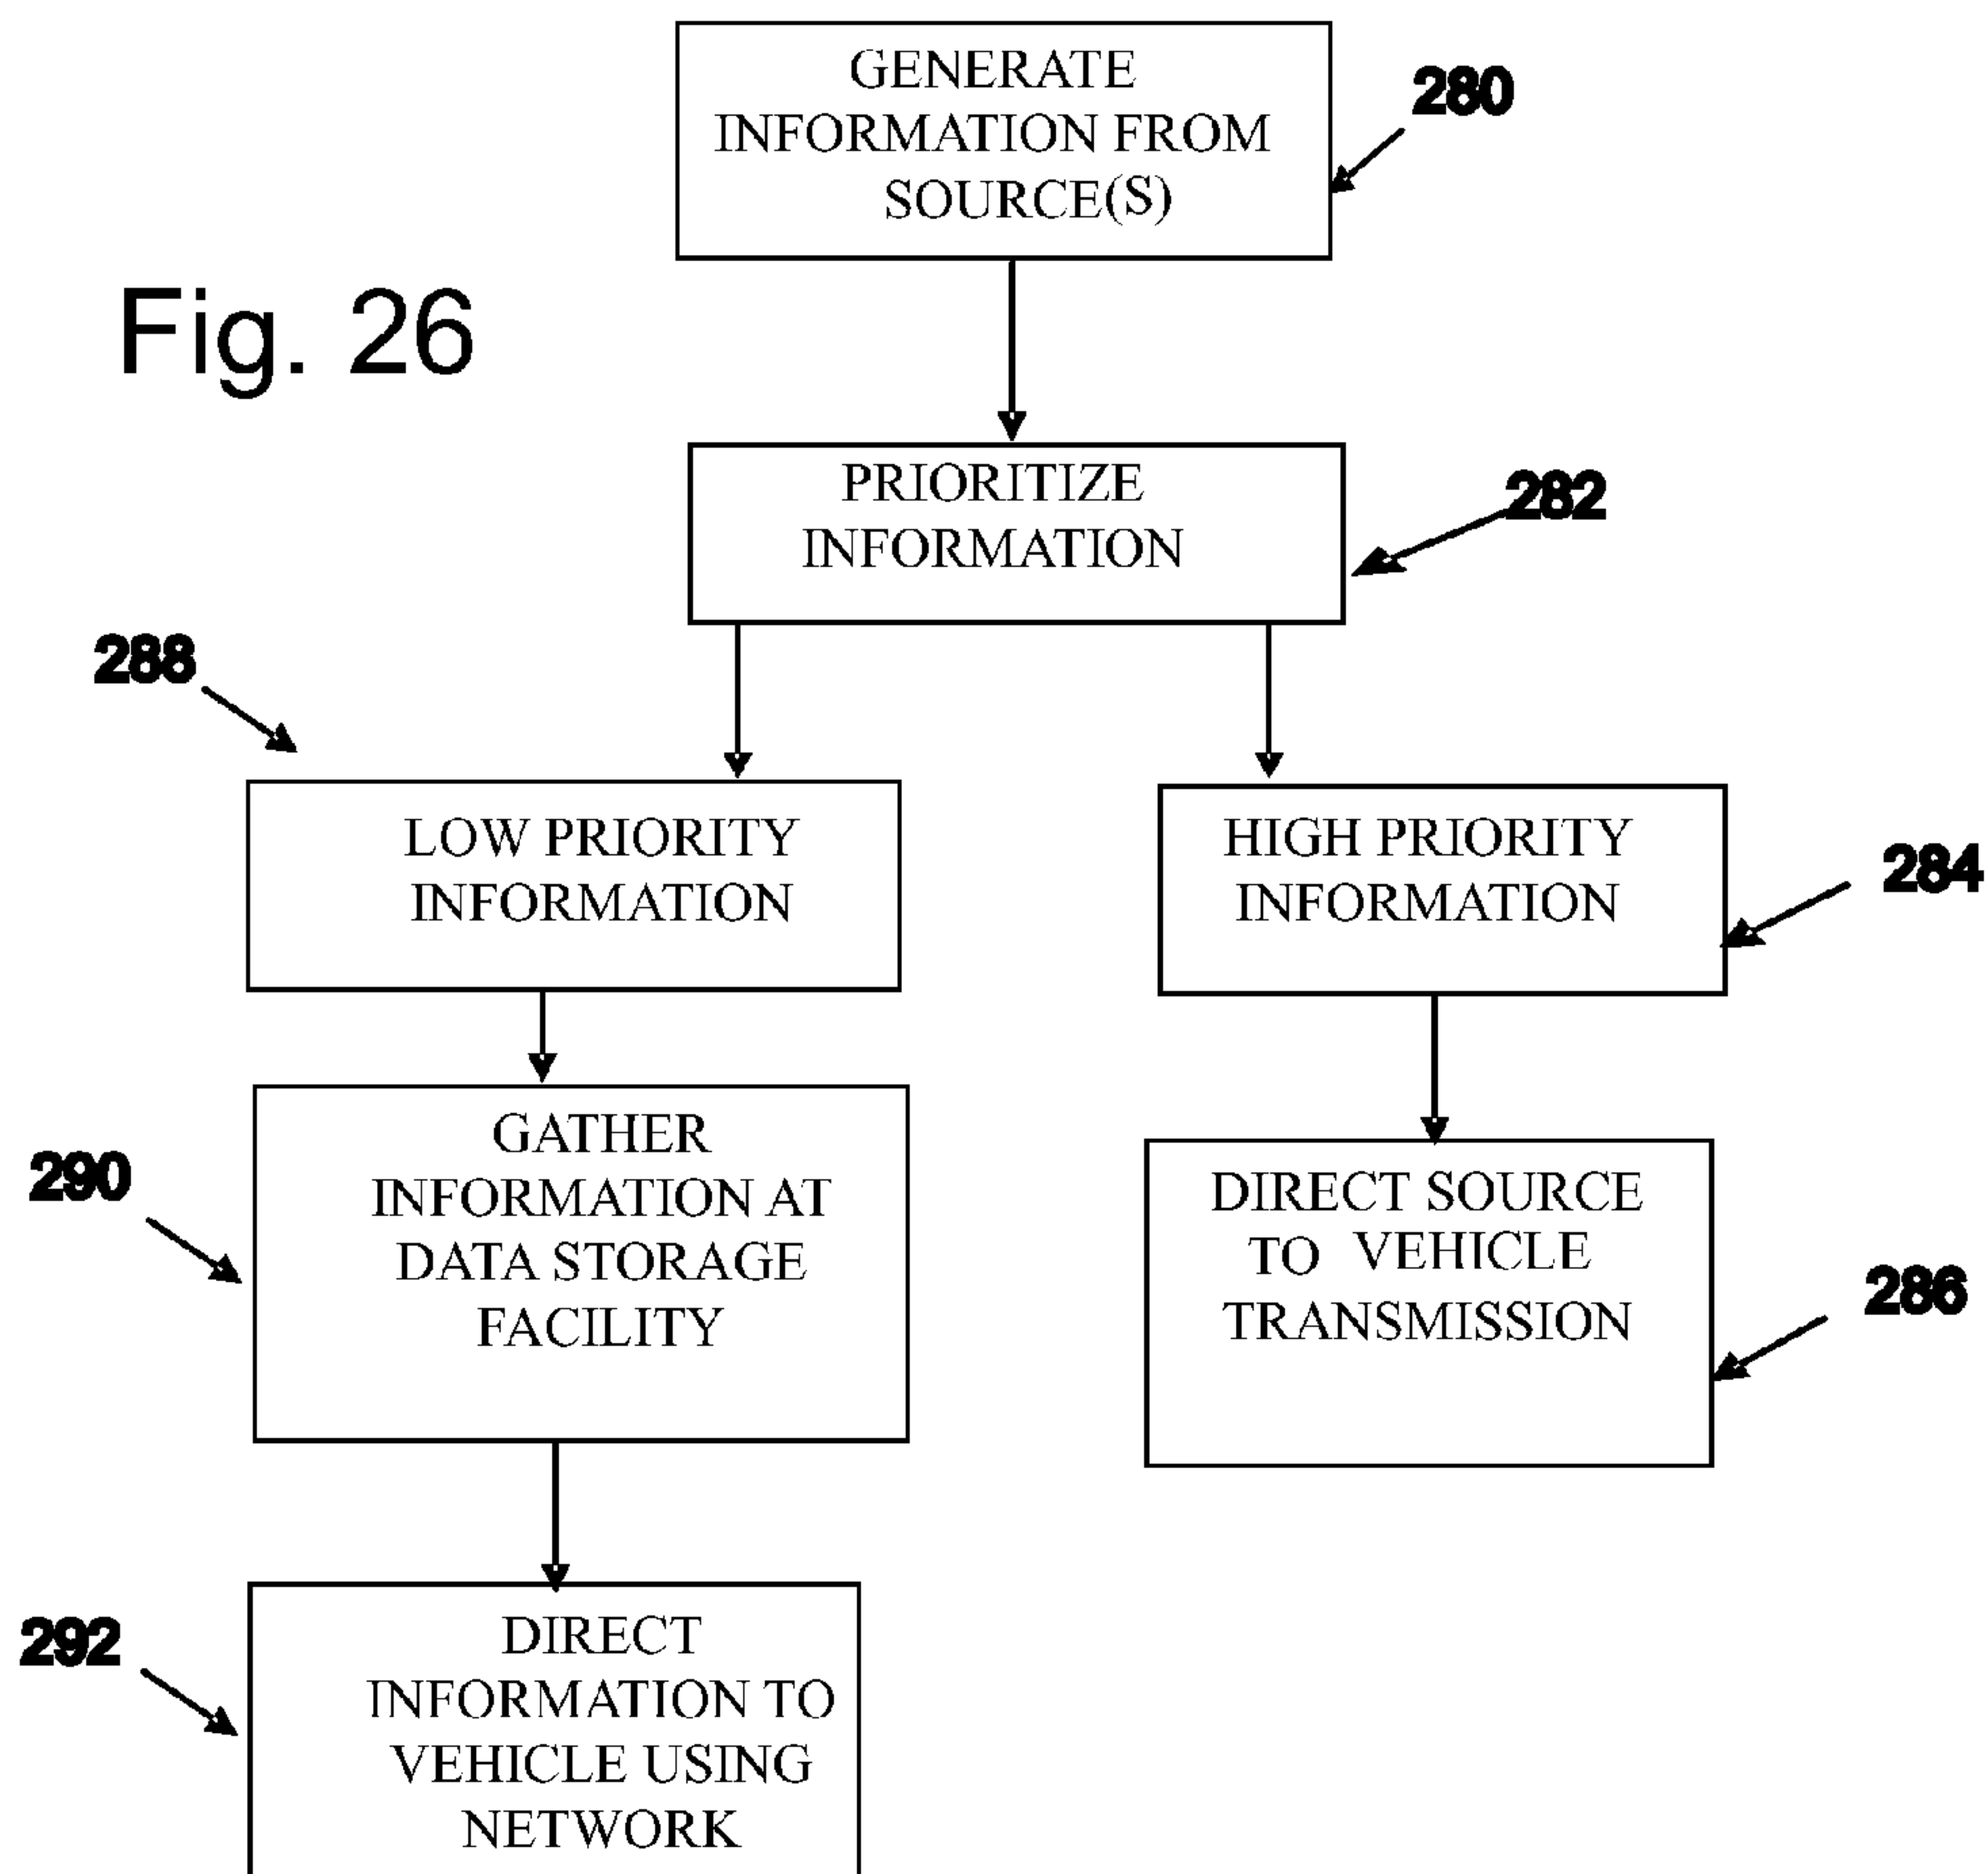 GENERATE
INFORMATION FROM
SOURCE(S)
280
Fig. 26
PRIORITIZE
INFORMATION
282
288
LOW PRIORITY
INFORMATION
HIGH PRIORITY
INFORMATION
284
GATHER
INFORMATION AT
DATA STORAGE
FACILITY
290
DIRECT SOURCE
TO VEHICLE
TRANSMISSION
286
292
DIRECT
INFORMATION TO
VEHICLE USING
NETWORK